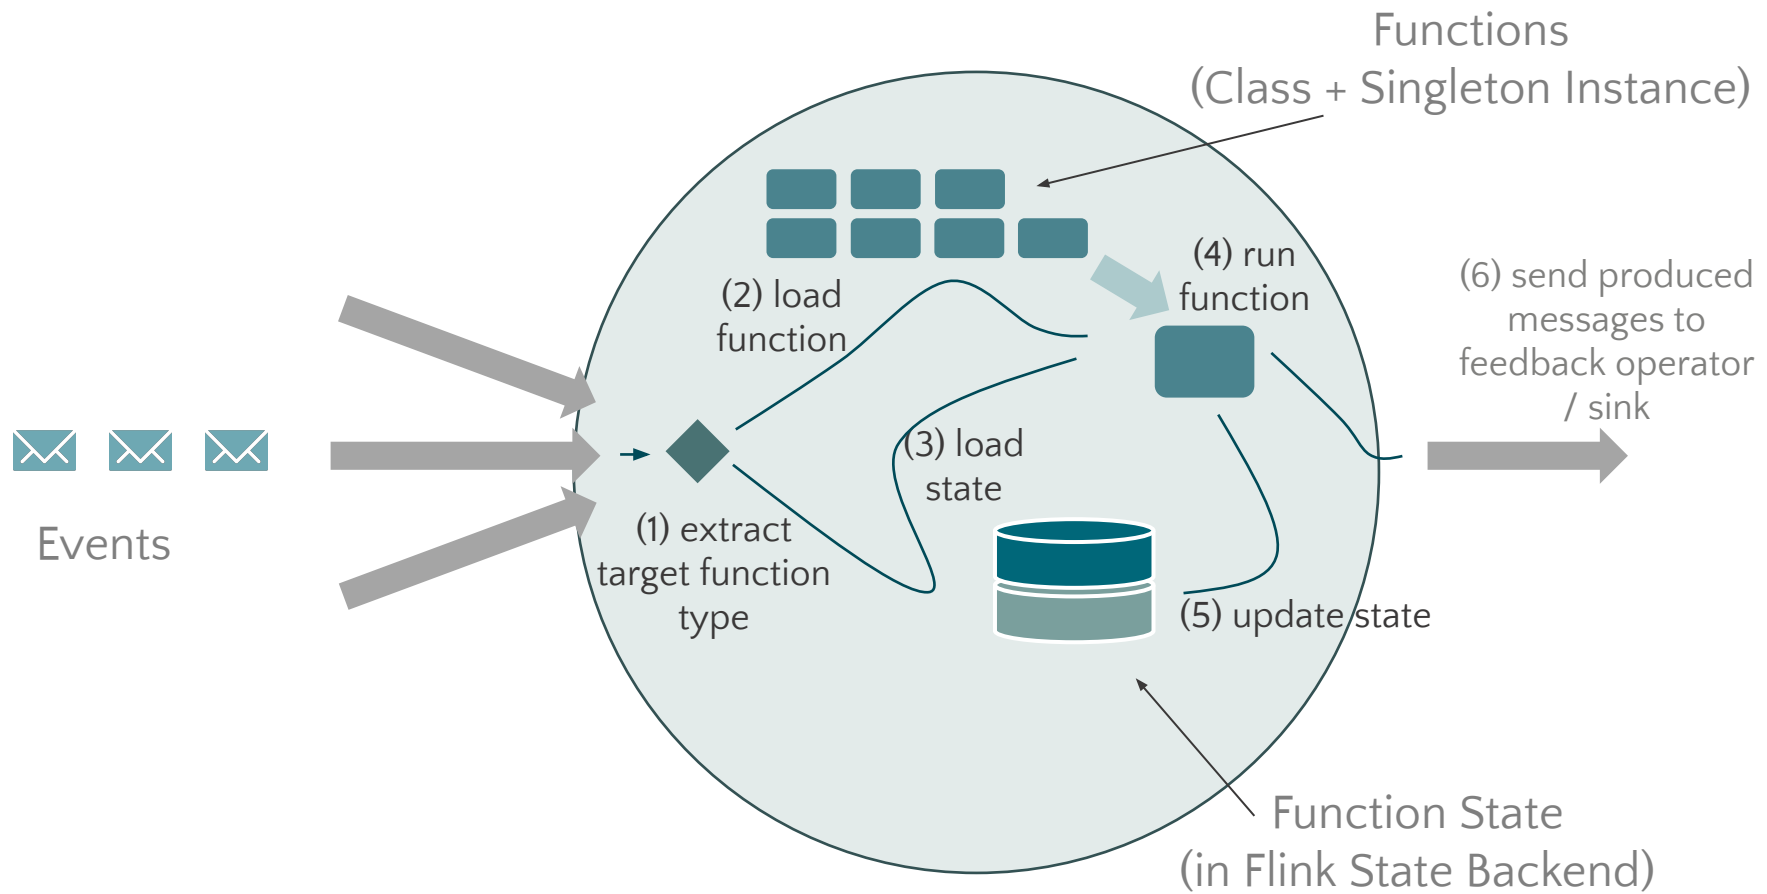 Functions
(Class + Singleton Instance)
(4) run
function
(2) load
function
(6) send produced
messages to
feedback operator
/ sink
(3) load
state
Events
(1) extract
target function
type
(5) update state
Function State
(in Flink State Backend)